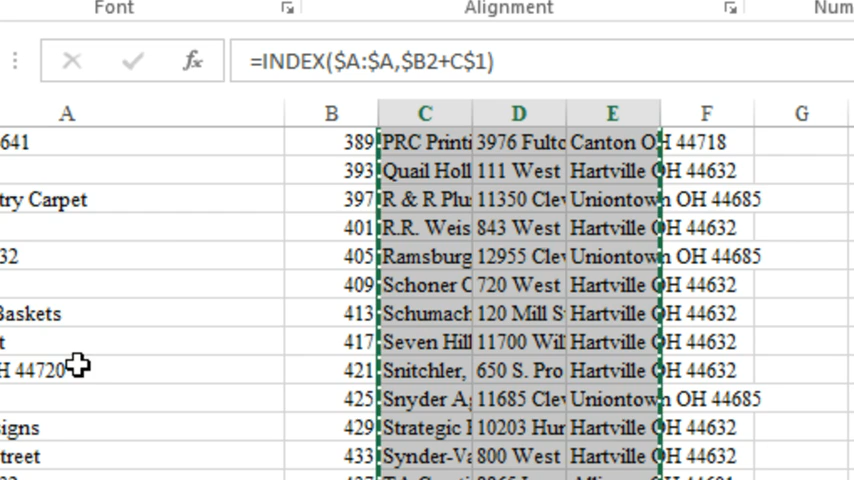 Font Alignment Num
fx =INDEX($A:$A,$B2+C$1)
A B C D E F G
641 389 PRC Printi 3976 Fulto Canton OH 44718
393 Quail Holl 111 West Hartville OH 44632
try Carpet 397 R & R Plu 11350 Clev Uniontown OH 44685
401 R.R. Weis 843 West Hartville OH 44632
32 405 Ramsburg 12955 Clev Uniontown OH 44685
409 Schoner C 720 West Hartville OH 44632
Baskets 413 Schumach 120 Mill S Hartville OH 44632
t 417 Seven Hill 11700 Wil Hartville OH 44632
H 44720 421 Snitchler, 650 S. Pro Hartville OH 44632
425 Snyder A 11685 Clev Uniontown OH 44685
signs 429 Strategic 10203 Hur Hartville OH 44632
treet 433 Synder-Va 800 West Hartville OH 44632